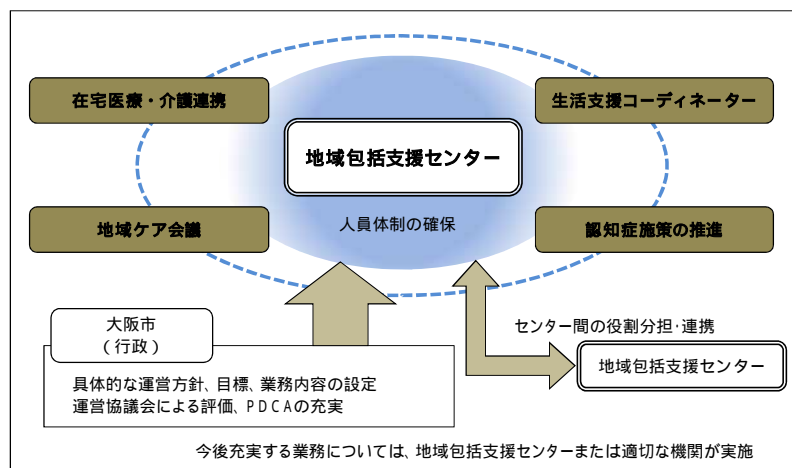 在宅医療・介護連携
生活支援コーディネーター
地域包括支援センター
地域ケア会議
人員体制の確保
認知症施策の推進
大阪市
（行政）
センター間の役割分担・連携
地域包括支援センター
具体的な運営方針、目標、業務内容の設定
運営協議会による評価、PDCAの充実
今後充実する業務については、地域包括支援センターまたは適切な機関が実施